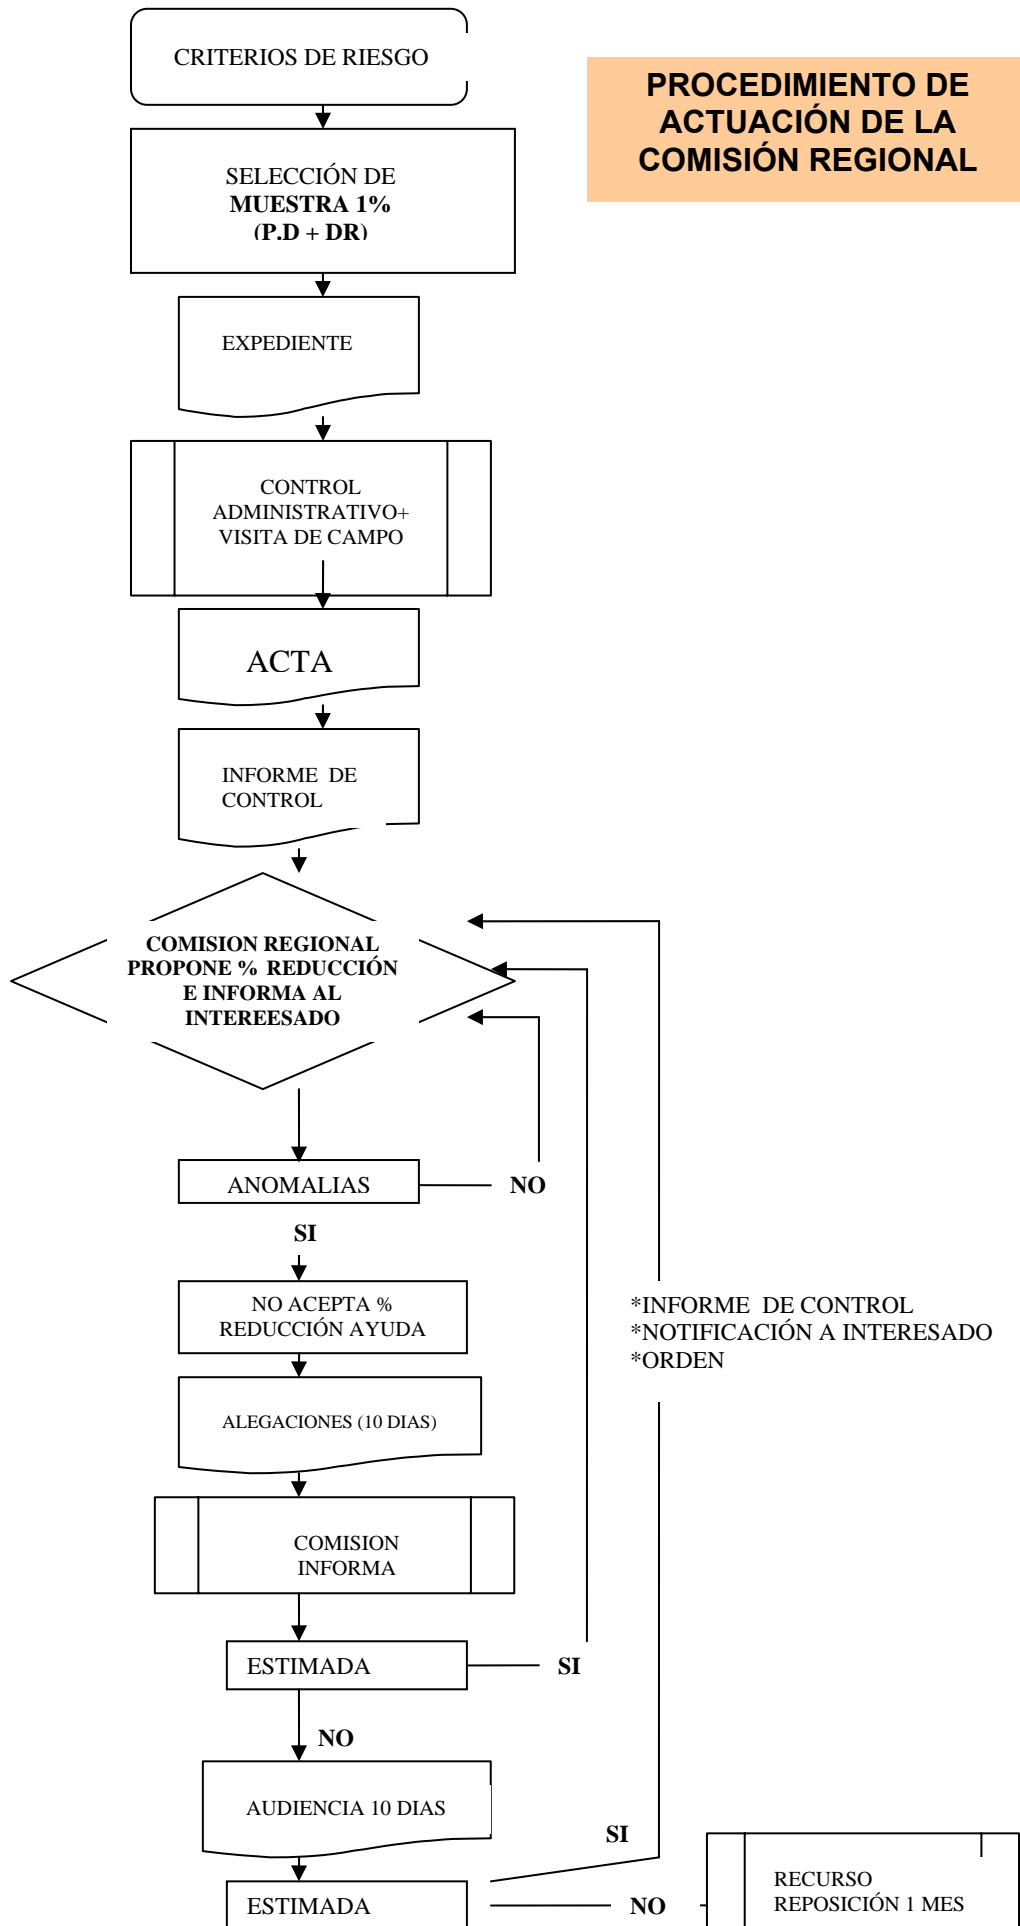 CRITERIOS DE RIESGO
PROCEDIMIENTO DE
ACTUACIÓN DE LA
COMISIÓN REGIONAL
SELECCIÓN DE
MUESTRA 1%
(P.D + DR)
EXPEDIENTE
CONTROL
ADMINISTRATIVO+
VISITA DE CAMPO
ACTA
INFORME DE
CONTROL
COMISION REGIONAL
PROPONE % REDUCCIÓN
E INFORMA AL
INTEREESADO
ANOMALIAS
NO
SI
NO ACEPTA %
REDUCCIÓN AYUDA
*INFORME DE CONTROL
*NOTIFICACIÓN A INTERESADO
*ORDEN
ALEGACIONES (10 DIAS)
COMISION
INFORMA
ESTIMADA
SI
NO
AUDIENCIA 10 DIAS
SI
ESTIMADA
NO
RECURSO
REPOSICIÓN 1 MES